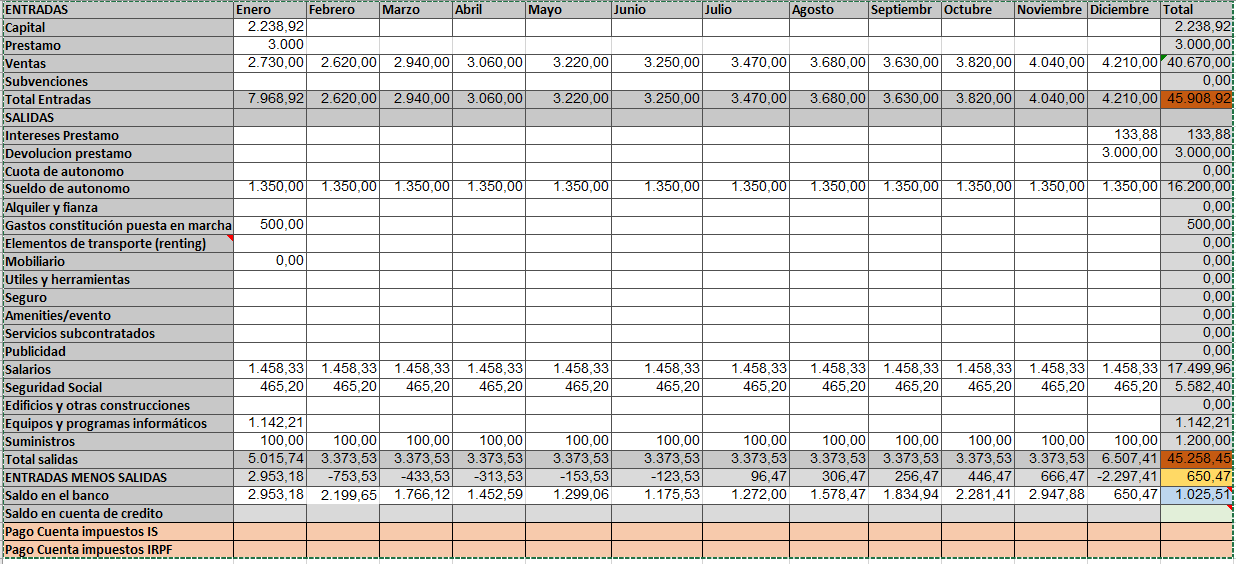 ENTRADAS Enero Febrero Marzo Abril Mayo Junio Julio Agosto Septiembr Octubre Noviembre Diciembre Total
Capital 2.238,92 2.238,92
Prestamo 3.000 3.000,00
Ventas 2.730,00 2.620,00 2.940,00 3.060,00 3.220,00 3.250,00 3.470,00 3.680,00 3.630,00 3.820,00 4.040,00 4.210,00 40.670,00
Subvenciones 0,00
Total Entradas 7.968,92 2.620,00 2.940,00 3.060,00 3.220,00 3.250,00 3.470,00 3.680,00 3.630,00 3.820,00 4.040,00 4.210,00 45.908,92
SALIDAS
Intereses Prestamo 133,88 133,88
Devolucion prestamo 3.000,00 3.000,00
Cuota de autonomo 0,00
Sueldo de autonomo 1.350,00 1.350,00 1.350,00 1.350,00 1.350,00 1.350,00 1.350,00 1.350,00 1.350,00 1.350,00 1.350,00 1.350,00 16.200,00
Alquiler y fianza 0,00
Gastos constitución puesta en marcha 500,00 500,00
Elementos de transporte (renting) 0,00
Mobiliario 0,00 0,00
Utiles y herramientas 0,00
Seguro 0,00
Amenities/evento 0,00
Servicios subcontratados 0,00
Publicidad 0,00
Salarios 1.458,33 1.458,33 1.458,33 1.458,33 1.458,33 1.458,33 1.458,33 1.458,33 1.458,33 1.458,33 1.458,33 1.458,33 17.499,96
Seguridad Social 465,20 465,20 465,20 465,20 465,20 465,20 465,20 465,20 465,20 465,20 465,20 465,20 5.582,40
Edificios y otras construcciones 0,00
Equipos y programas informáticos 1.142,21 1.142,21
Suministros 100,00 100,00 100,00 100,00 100,00 100,00 100,00 100,00 100,00 100,00 100,00 100,00 1.200,00
Total salidas 5.015,74 3.373,53 3.373,53 3.373,53 3.373,53 3.373,53 3.373,53 3.373,53 3.373,53 3.373,53 3.373,53 6.507,41 45.258,45
ENTRADAS MENOS SALIDAS 2.953,18 -753,53 -433,53 -313,53 -153,53 -123,53 96,47 306,47 256,47 446,47 666,47 -2.297,41 650,47
Saldo en el banco 2.953,18 2.199,65 1.766,12 1.452,59 1.299,06 1.175,53 1.272,00 1.578,47 1.834,94 2.281,41 2.947,88 650,47 1.025,51
Saldo en cuenta de credito
Pago Cuenta impuestos IS
Pago Cuenta impuestos IRPF